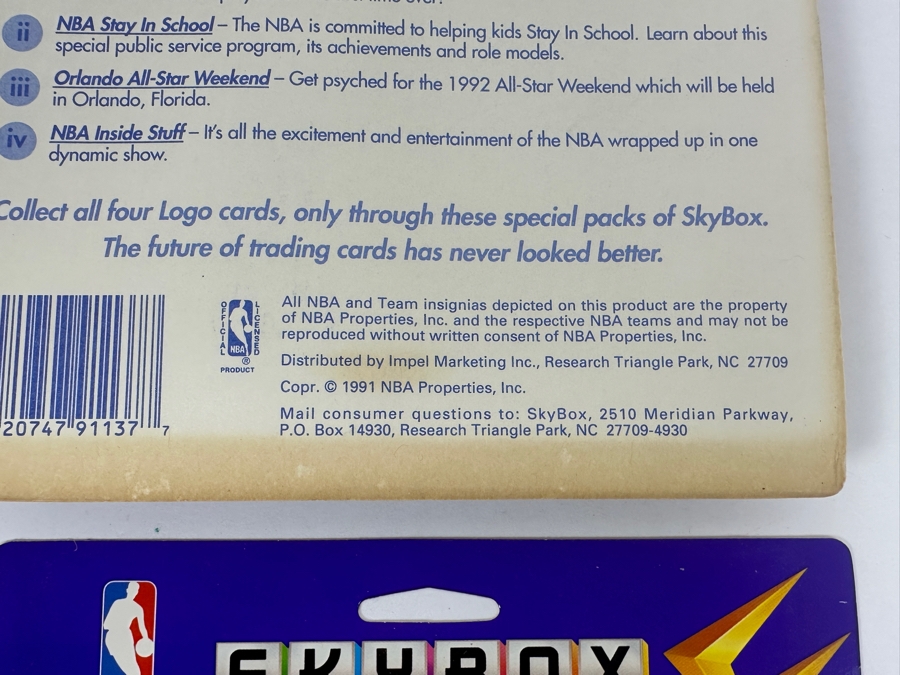 ii NBA Stay In School – The NBA is committed to helping kids Stay In School. Learn about this
special public service program, its achievements and role models.
iii Orlando All-Star Weekend – Get psyched for the 1992 All-Star Weekend which will be held
in Orlando, Florida.
iv NBA Inside Stuff – It's all the excitement and entertainment of the NBA wrapped up in one
dynamic show.
Collect all four Logo cards, only through these special packs of SkyBox.
The future of trading cards has never looked better.
OFFICIAL LICENSED
NBA
®
PRODUCT
All NBA and Team insignias depicted on this product are the property
of NBA Properties, Inc. and the respective NBA teams and may not be
reproduced without written consent of NBA Properties, Inc.
Distributed by Impel Marketing Inc., Research Triangle Park, NC 27709
Copr. © 1991 NBA Properties, Inc.
Mail consumer questions to: SkyBox, 2510 Meridian Parkway,
P.O. Box 14930, Research Triangle Park, NC 27709-4930
20747 91137 7
SKYBOX